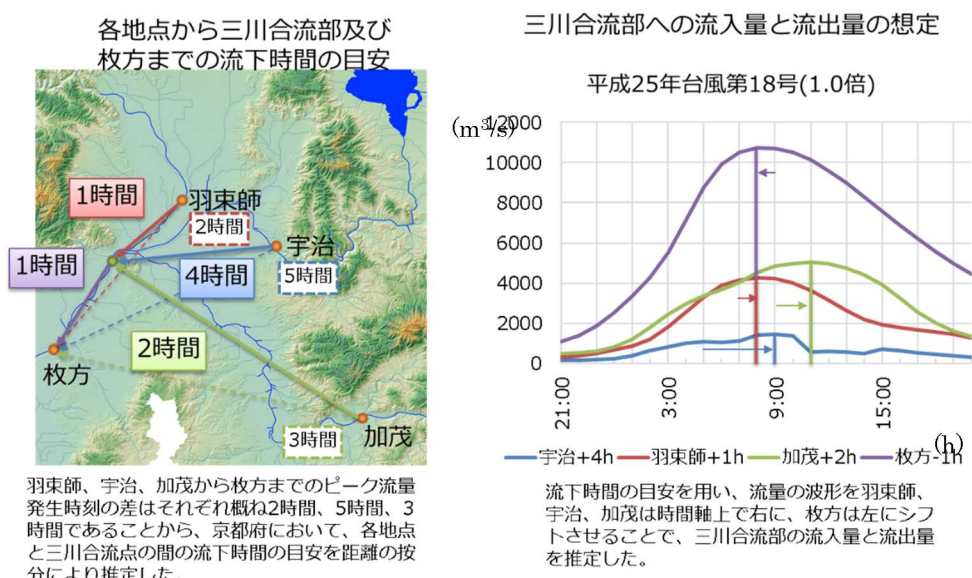 各地点から三川合流部及び
枚方までの流下時間の目安
1時間
羽束師
2時間
宇治
1時間
4時間
5時間
2時間
枚方
加茂
3時間
羽束師、宇治、加茂から枚方までのピーク流量
発生時刻の差はそれぞれ概ね2時間、5時間、3
時間であることから、京都府において、各地点
と三川合流点の間の流下時間の目安を距離の按
分により推定した。
三川合流部への流入量と流出量の想定
平成25年台風第18号(1.0倍)
(m³/s)
12000
10000
8000
6000
4000
2000
0
21:00
3:00
9:00
15:00
(h)
宇治+4h 羽束師+1h 加茂+2h 枚方-1h
流下時間の目安を用い、流量の波形を羽束師、
宇治、加茂は時間軸上で右に、枚方は左にシフ
トさせることで、三川合流部の流入量と流出量
を推定した。